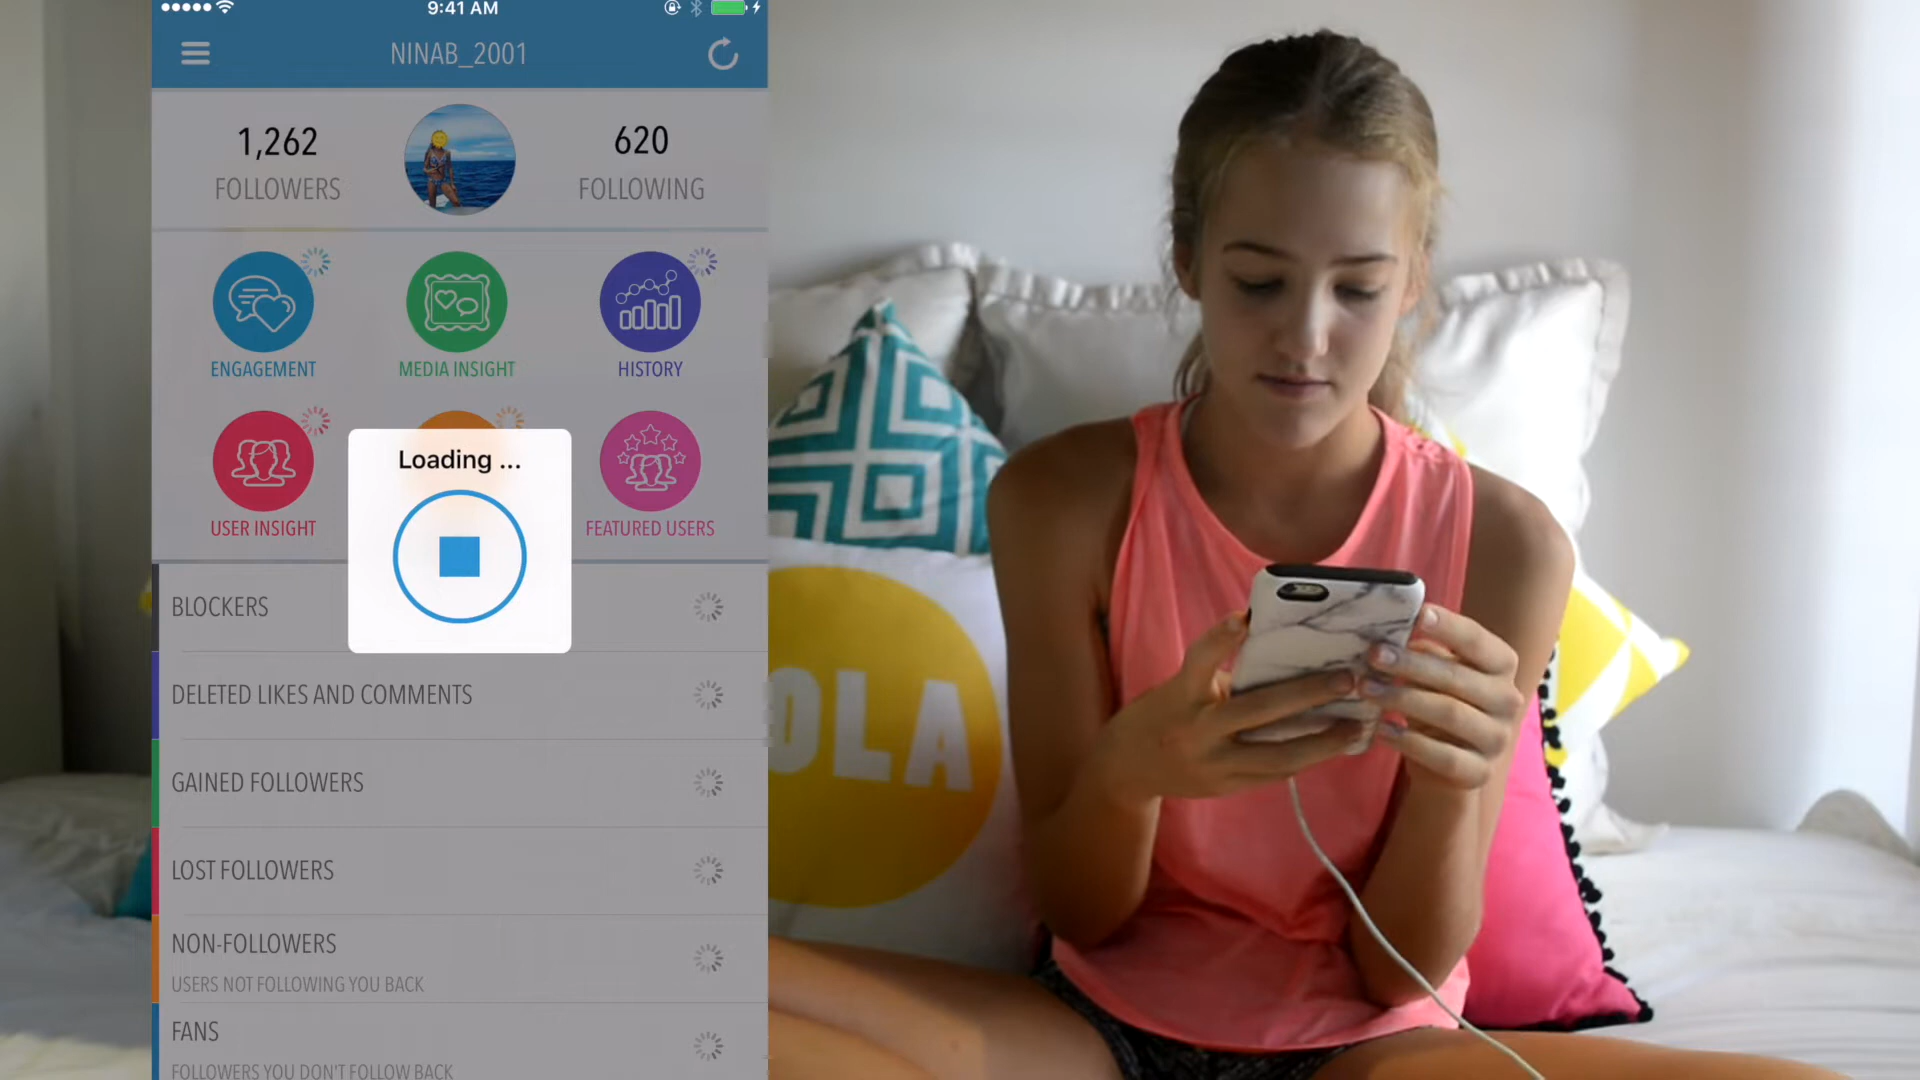 9:41 AM
NINAB_2001
1,262
FOLLOWERS
620
FOLLOWING
ENGAGEMENT
MEDIA INSIGHT
HISTORY
USER INSIGHT
FEATURED USERS
Loading ...
BLOCKERS
DELETED LIKES AND COMMENTS
GAINED FOLLOWERS
LOST FOLLOWERS
NON-FOLLOWERS
USERS NOT FOLLOWING YOU BACK
FANS
FOLLOWERS YOU DON'T FOLLOW BACK
OLA